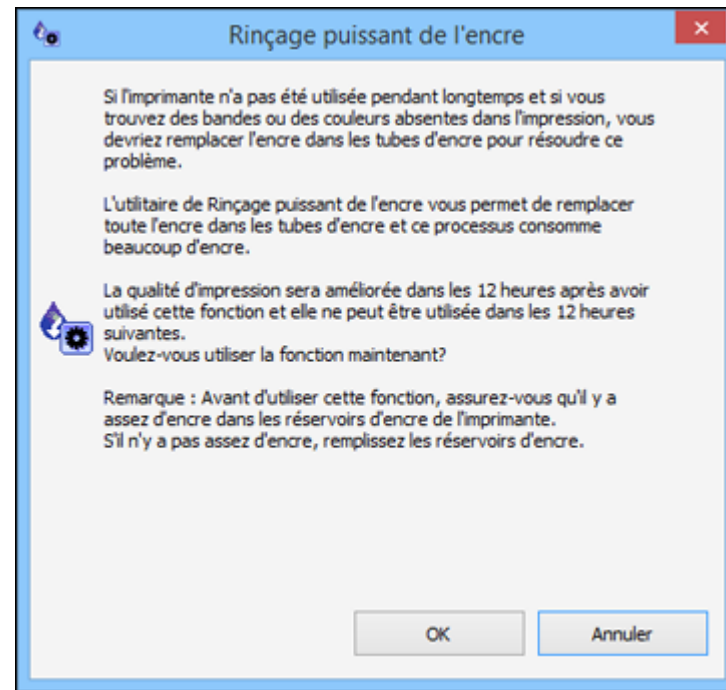 Rinçage puissant de l'encre
Si l'imprimante n'a pas été utilisée pendant longtemps et si vous
trouvez des bandes ou des couleurs absentes dans l'impression, vous
devriez remplacer l'encre dans les tubes d'encre pour résoudre ce
problème.
L'utilitaire de Rinçage puissant de l'encre vous permet de remplacer
toute l'encre dans les tubes d'encre et ce processus consomme
beaucoup d'encre.
La qualité d'impression sera améliorée dans les 12 heures après avoir
utilisé cette fonction et elle ne peut être utilisée dans les 12 heures
suivantes.
Voulez-vous utiliser la fonction maintenant?
Remarque : Avant d'utiliser cette fonction, assurez-vous qu'il y a
assez d'encre dans les réservoirs d'encre de l'imprimante.
S'il n'y a pas assez d'encre, remplissez les réservoirs d'encre.
OK
Annuler